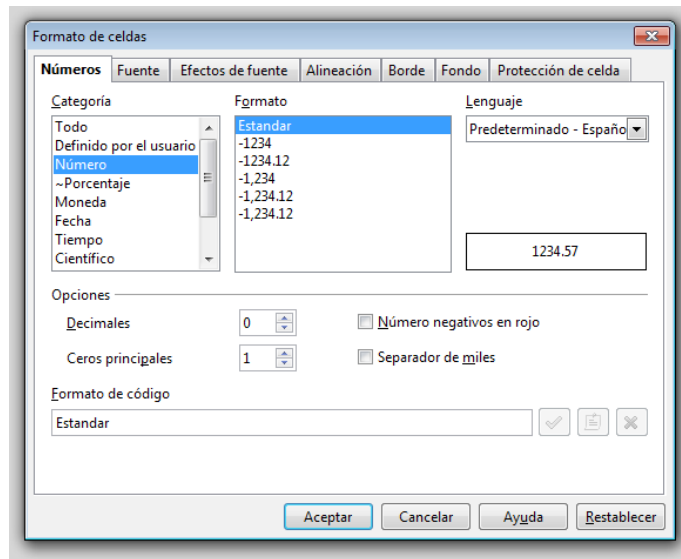 Formato de celdas
Números Fuente Efectos de fuente Alineación Borde Fondo Protección de celda
Categoría Formato Lenguaje
Todo Estandar Predeterminado - Españo
Definido por el usuario -1234
Número -1234.12
~Porcentaje -1,234
Moneda -1,234.12
Fecha -1,234.12
Tiempo
Científico 1234.57
Opciones
Decimales 0 Número negativos en rojo
Ceros principales 1 Separador de miles
Formato de código
Estandar
Aceptar Cancelar Ayuda Restablecer